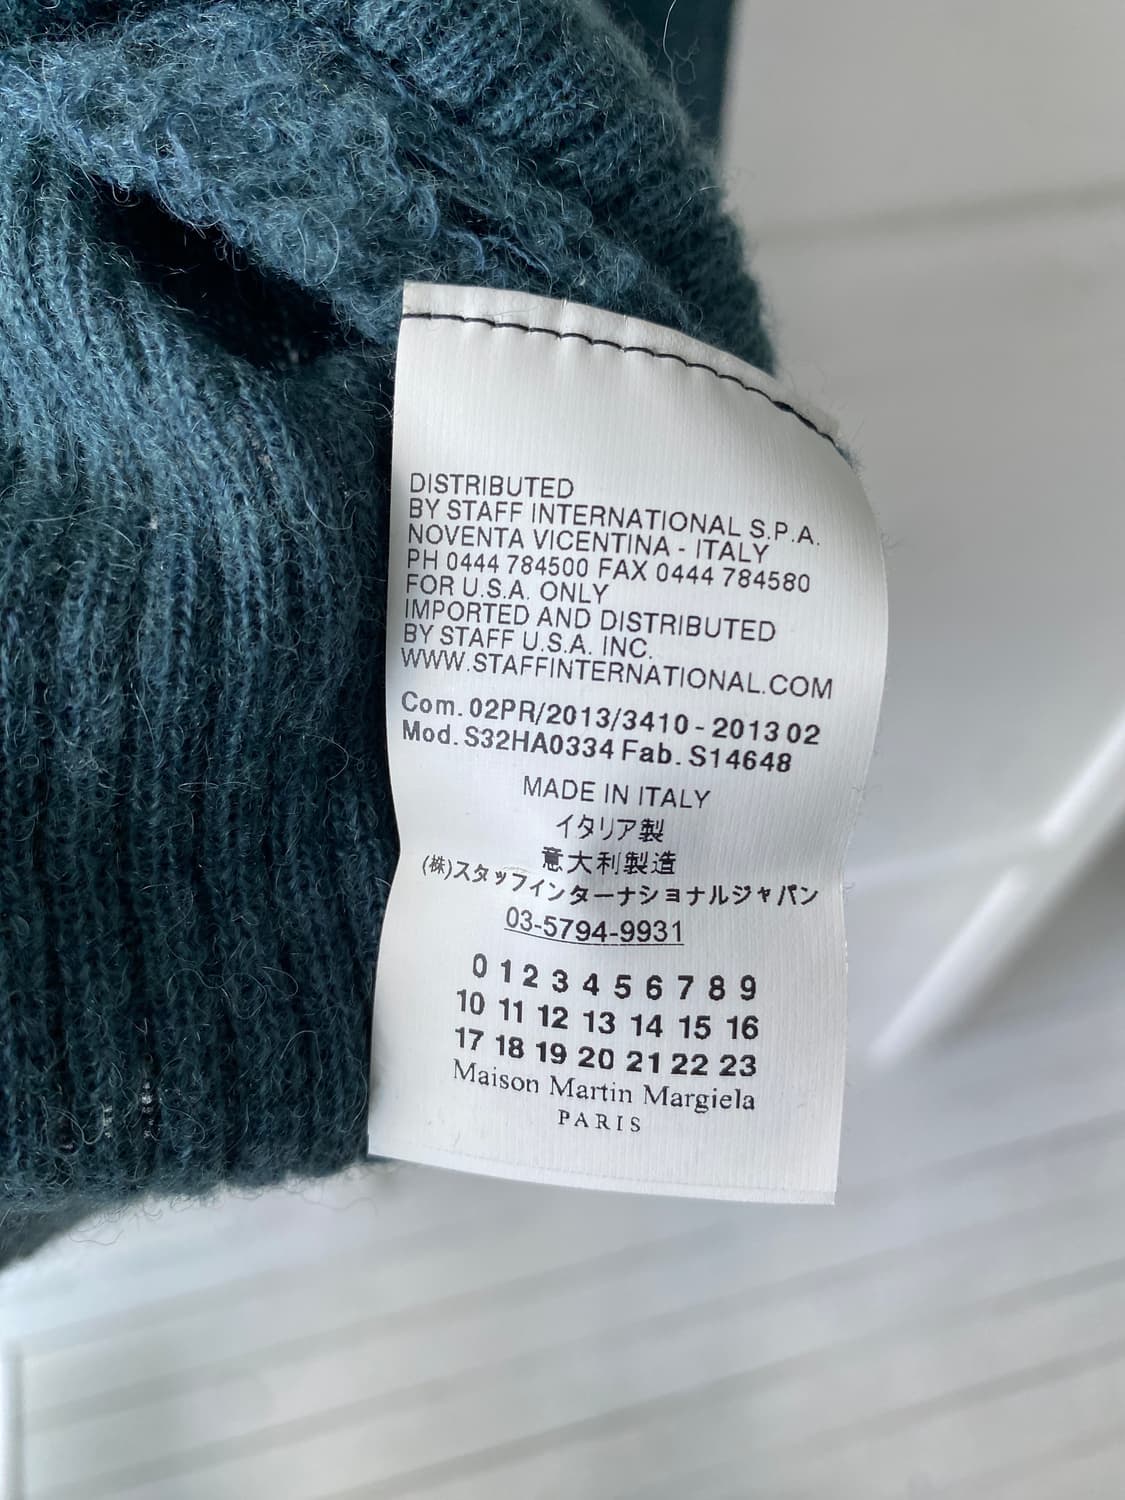 DISTRIBUTED
BY STAFF INTERNATIONAL S.P.A.
NOVENTA VICENTINA - ITALY
PH 0444 784500 FAX 0444 784580
FOR U.S.A. ONLY
IMPORTED AND DISTRIBUTED
BY STAFF U.S.A. INC.
WWW.STAFFINTERNATIONAL.COM
Com. 02PR/2013/3410 - 2013 02
Mod. S32HA0334 Fab. S14648
MADE IN ITALY
イタリア製
意大利製造
(株)スタッフインターナショナルジャパン
03-5794-9931
0 1 2 3 4 5 6 7 8 9
10 11 12 13 14 15 16
17 18 19 20 21 22 23
Maison Martin Margiela
PARIS